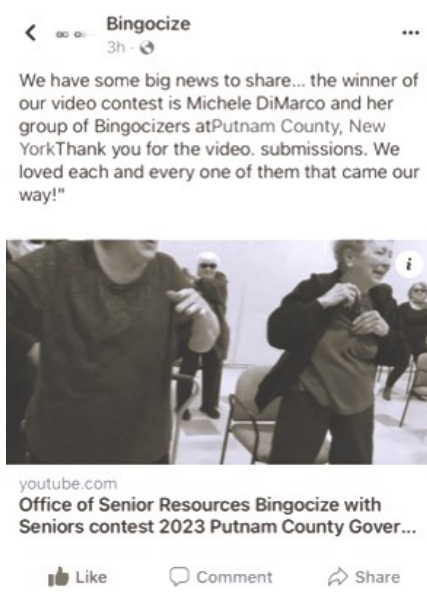 Bingocize
3h ·
We have some big news to share... the winner of
our video contest is Michele DiMarco and her
group of Bingocizers atPutnam County, New
YorkThank you for the video. submissions. We
loved each and every one of them that came our
way!"
i
youtube.com
Office of Senior Resources Bingocize with
Seniors contest 2023 Putnam County Gover...
Like Comment Share